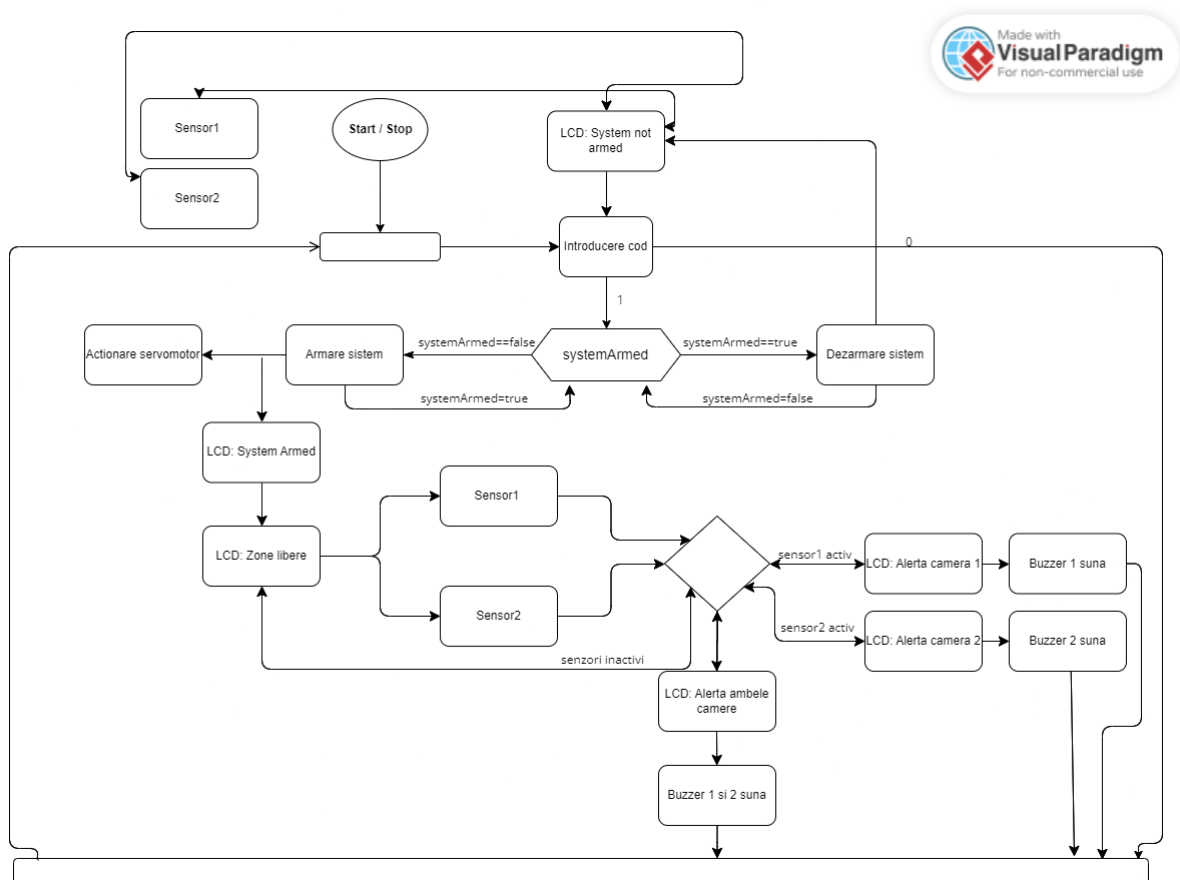 Made with
VisualParadigm
For non-commercial use
Sensor1
Start / Stop
LCD: System not
armed
Sensor2
Introducere cod
0
1
Actionare servomotor
Armare sistem
systemArmed==false
systemArmed
systemArmed==true
Dezarmare sistem
systemArmed=true
systemArmed=false
LCD: System Armed
Sensor1
LCD: Zone libere
sensor1 activ
LCD: Alerta camera 1
Buzzer 1 suna
Sensor2
sensor2 activ
LCD: Alerta camera 2
Buzzer 2 suna
senzori inactivi
LCD: Alerta ambele
camere
Buzzer 1 si 2 suna